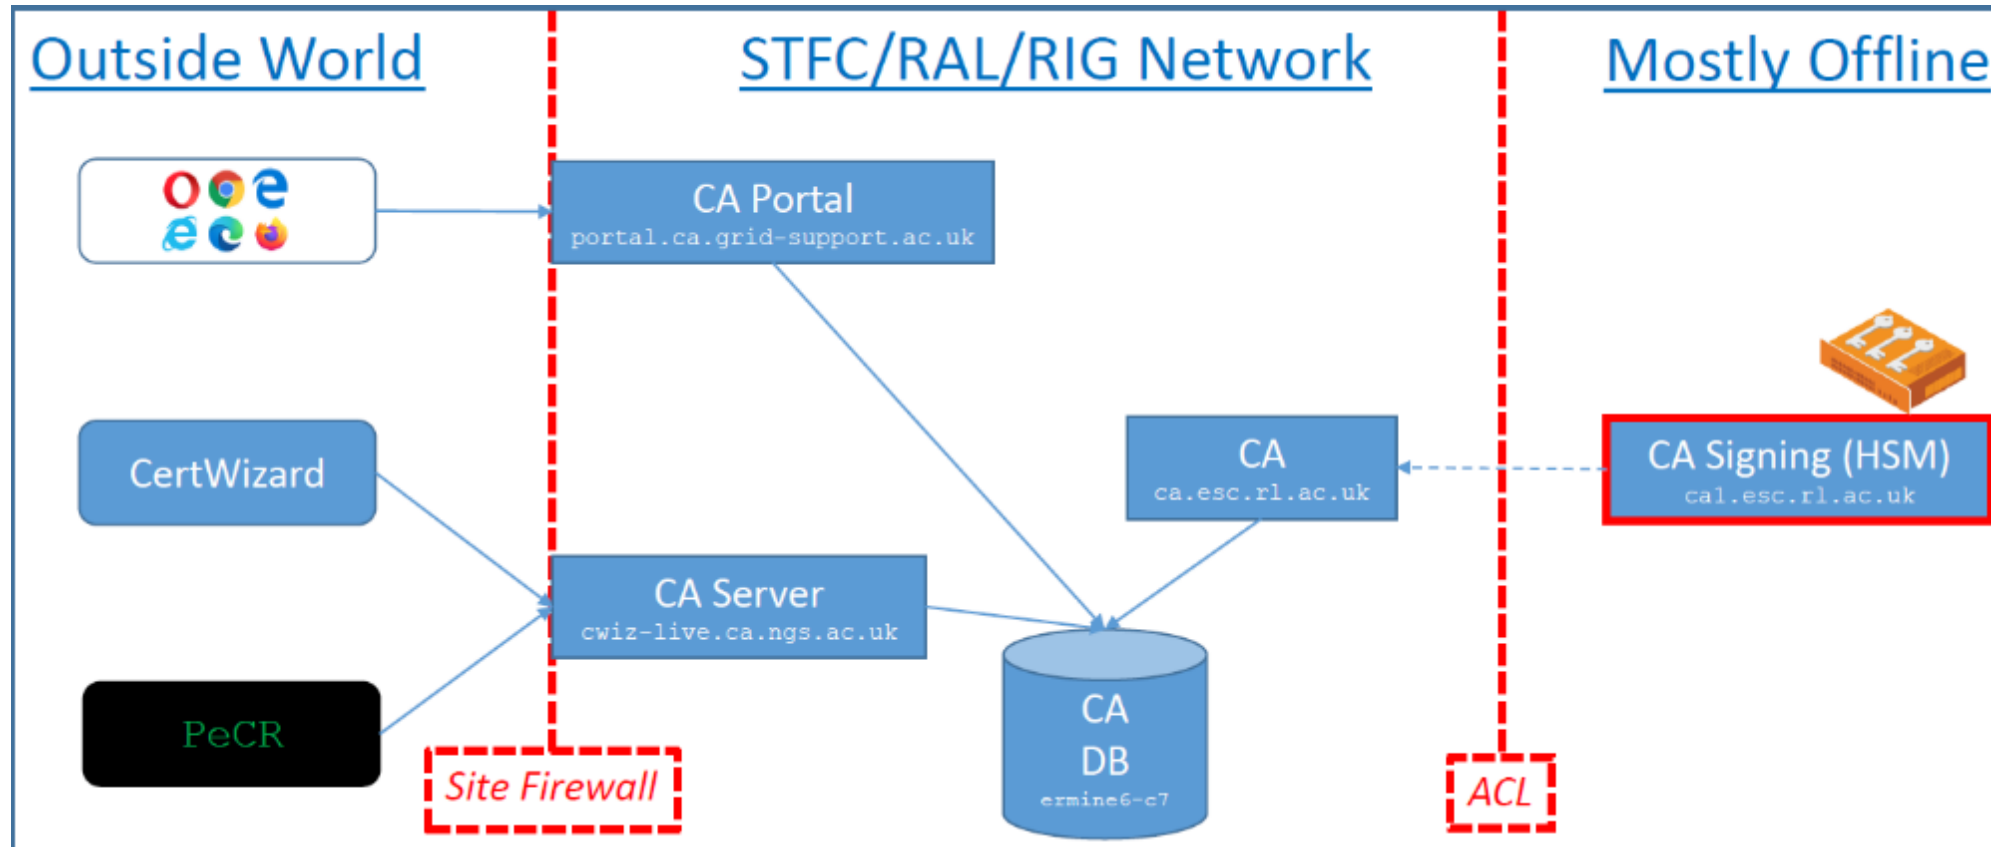 Outside World
STFC/RAL/RIG Network
Mostly Offline
CA Portal
portal.ca.grid-support.ac.uk
CertWizard
CA
ca.esc.rl.ac.uk
CA Signing (HSM)
ca1.esc.rl.ac.uk
CA Server
cwiz-live.ca.ngs.ac.uk
PeCR
CA
DB
ermine6-c7
Site Firewall
ACL